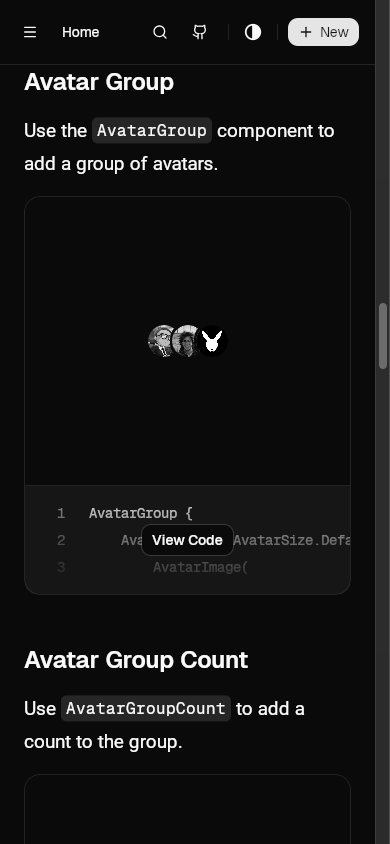 Home
New
Avatar Group
Use the AvatarGroup component to
add a group of avatars.
1 AvatarGroup {
2 Ava
View Code
AvatarSize.Defa
3 AvatarImage(
Avatar Group Count
Use AvatarGroupCount to add a
count to the group.